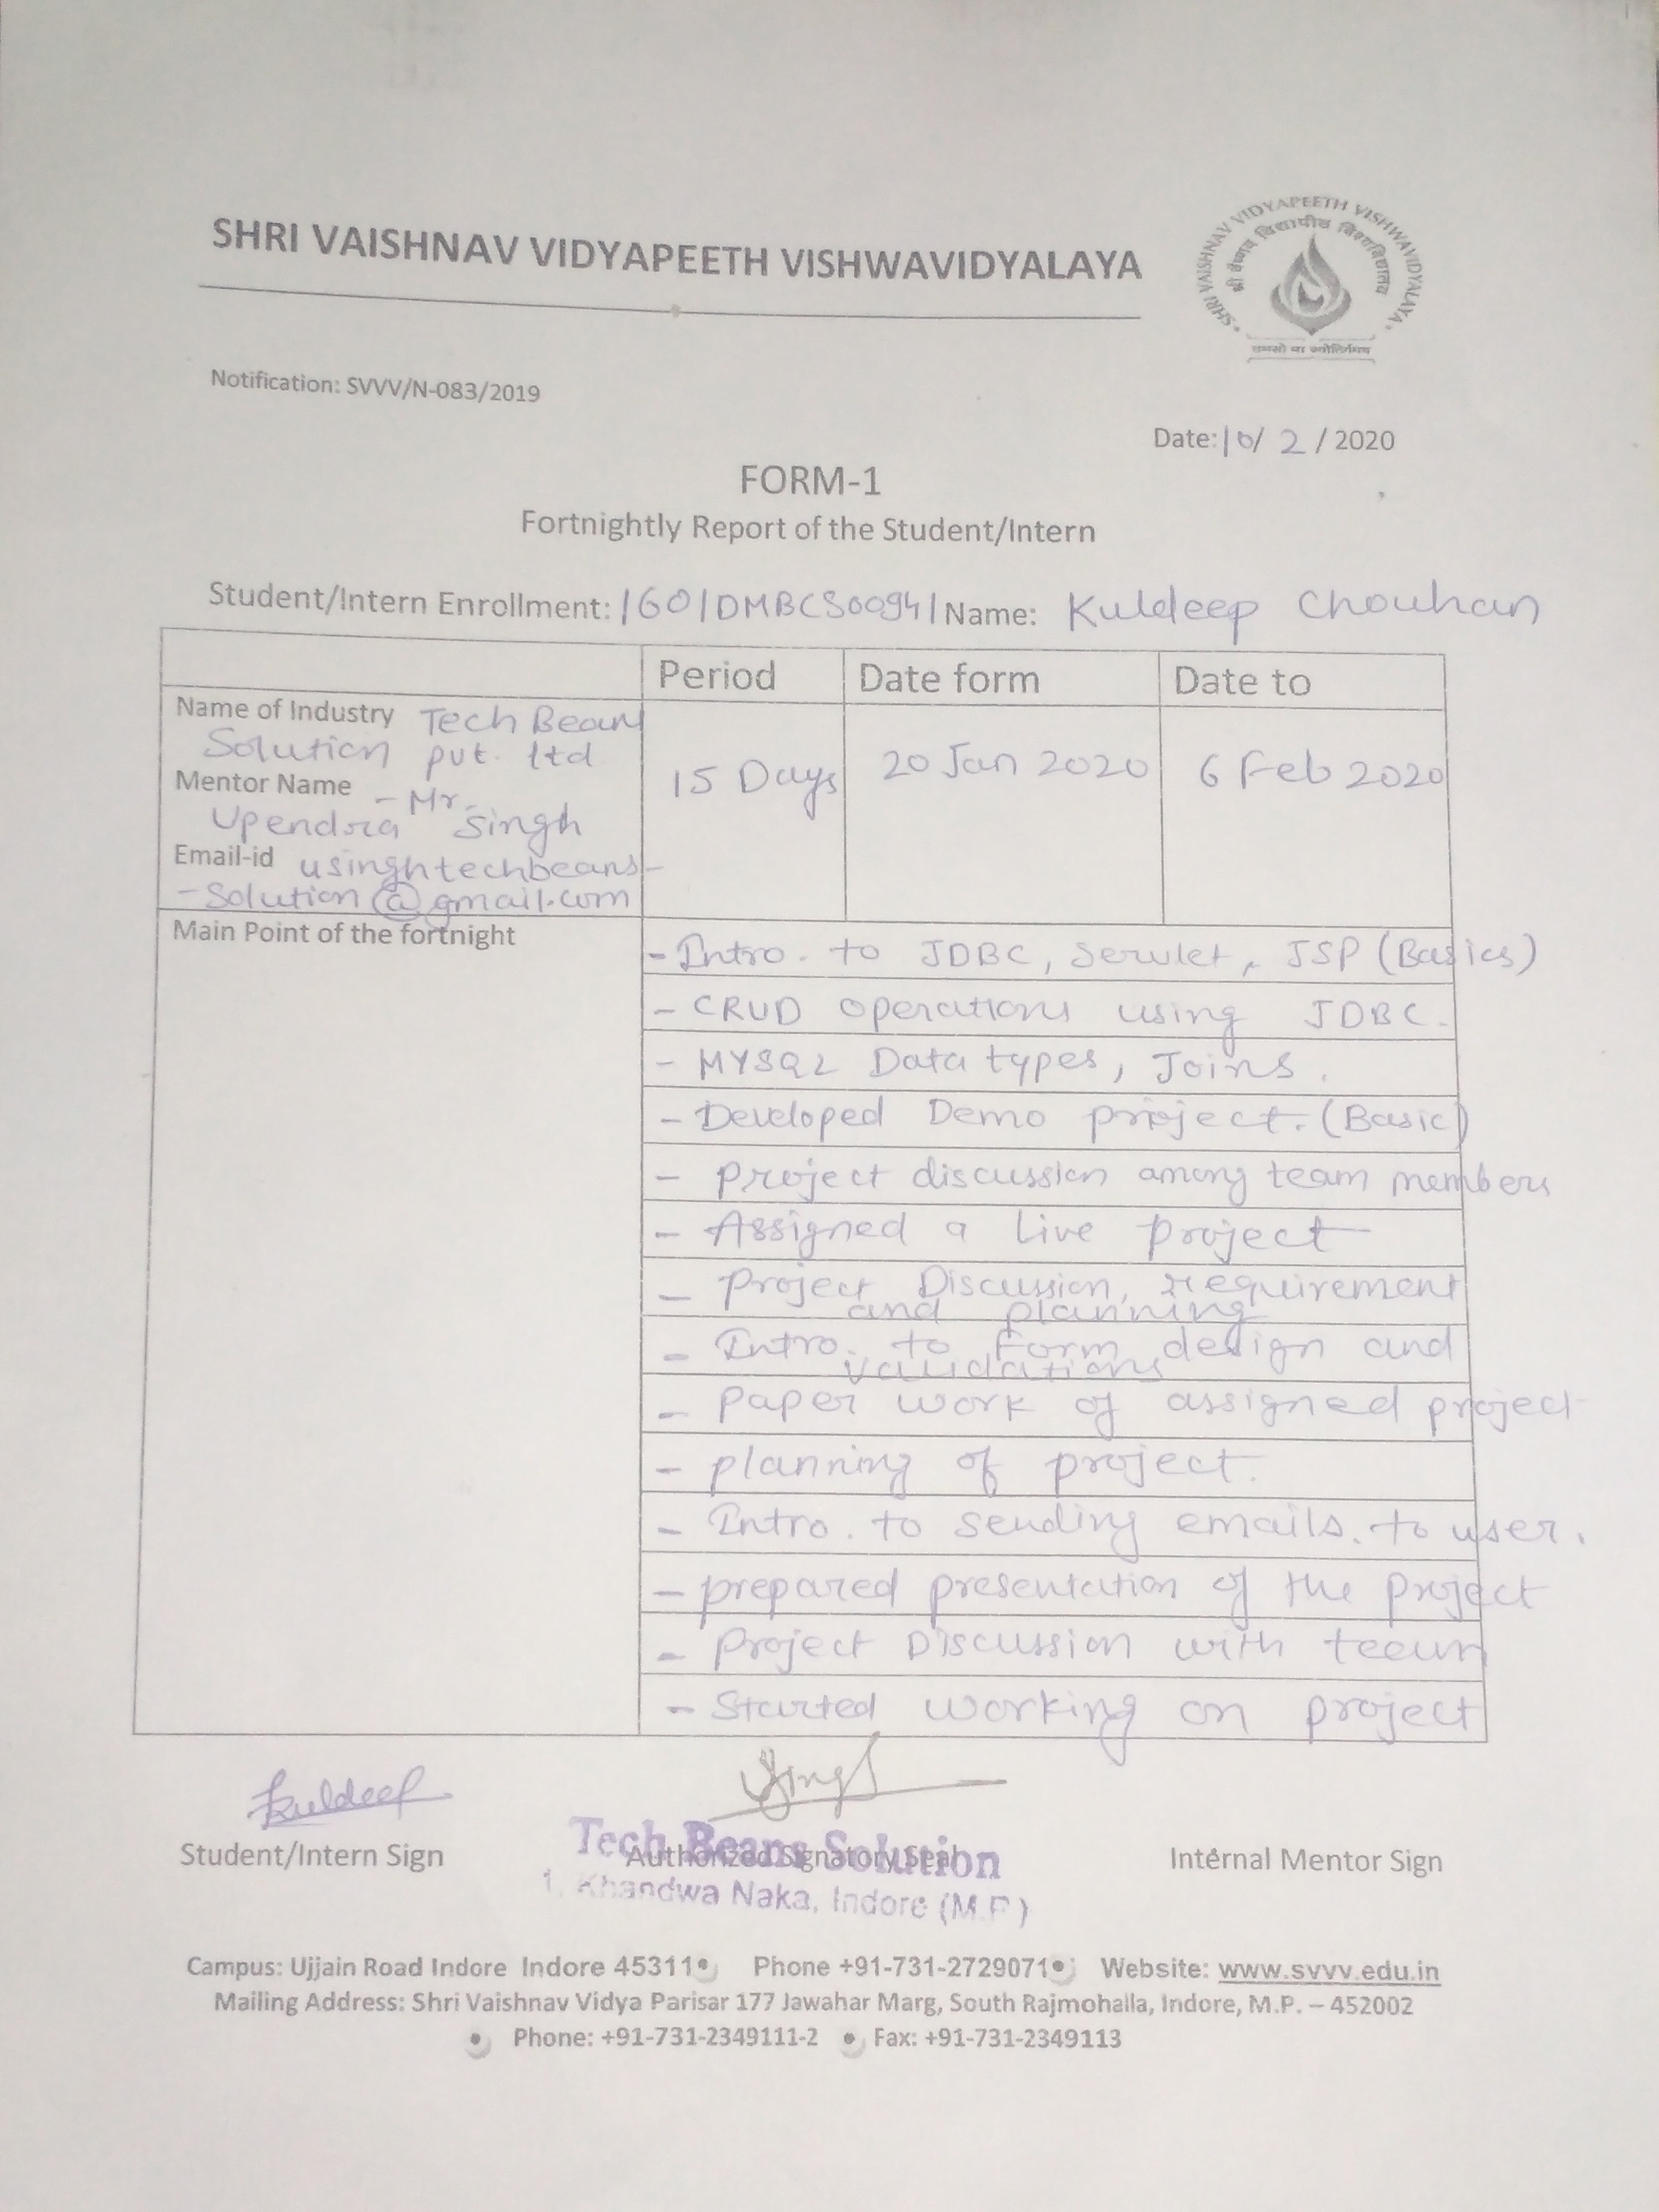 SHRI VAISHNAV VIDYAPEETH VISHWAVIDYALAYA
SHRI VAISHNAV VIDYAPEETH VISHWAVIDYALAYA
श्री वैष्णव विद्यापीठ विश्वविद्यालय
तमसो मा ज्योतिर्गमय
Notification: SVVV/N-083/2019
Date: 10/ 2 / 2020
FORM-1
Fortnightly Report of the Student/Intern
Student/Intern Enrollment: 1601DMBCS00941 Name: Kuldeep Chouhan
Period Date form Date to
Name of Industry Tech Beans
Solution pvt. ltd
Mentor Name - Mr.
Upendra Singh
Email-id usinghtechbeans-
-Solution@gmail.com
15 Days 20 Jan 2020 6 Feb 2020
Main Point of the fortnight
- Intro. to JDBC, Servlet, JSP (Basics)
- CRUD operations using JDBC.
- MYSQL Data types, Joins.
- Developed Demo project. (Basic)
- Project discussion among team members
- Assigned a Live project
- Project Discussion, requirement
and planning
- Intro. to Form design and
validations
- Paper work of assigned project
- planning of project.
- Intro. to sending emails. to user.
- prepared presentation of the project
- Project Discussion with team
- Started working on project
Kuldeep
Singh
Student/Intern Sign
Authorized Signatory Seal
Internal Mentor Sign
Tech Beans Solution
1, Khandwa Naka, Indore (M.P.)
Campus: Ujjain Road Indore Indore 45311 Phone +91-731-2729071 Website: www.svvv.edu.in
Mailing Address: Shri Vaishnav Vidya Parisar 177 Jawahar Marg, South Rajmohalla, Indore, M.P. – 452002
Phone: +91-731-2349111-2 Fax: +91-731-2349113